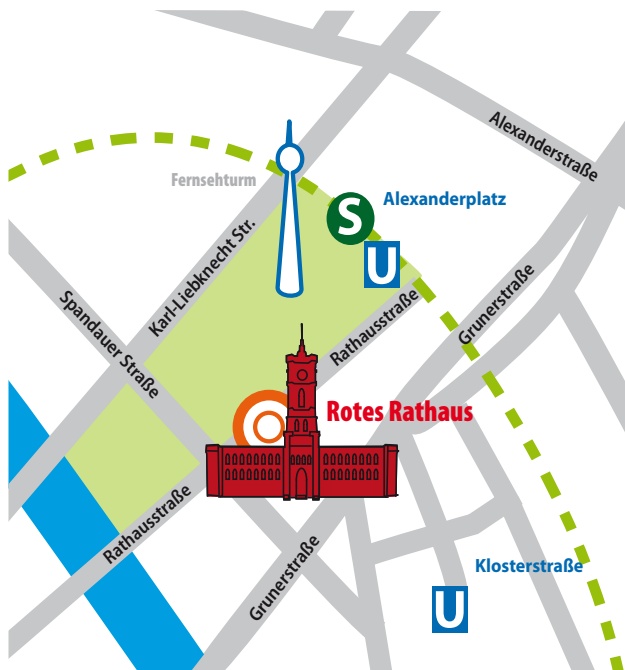 Alexanderstraße
Fernsehturm
S
Alexanderplatz
U
Karl-Liebknecht Str.
Spandauer Straße
Rathausstraße
Grunerstraße
Rotes Rathaus
Rathausstraße
Grunerstraße
Klosterstraße
U